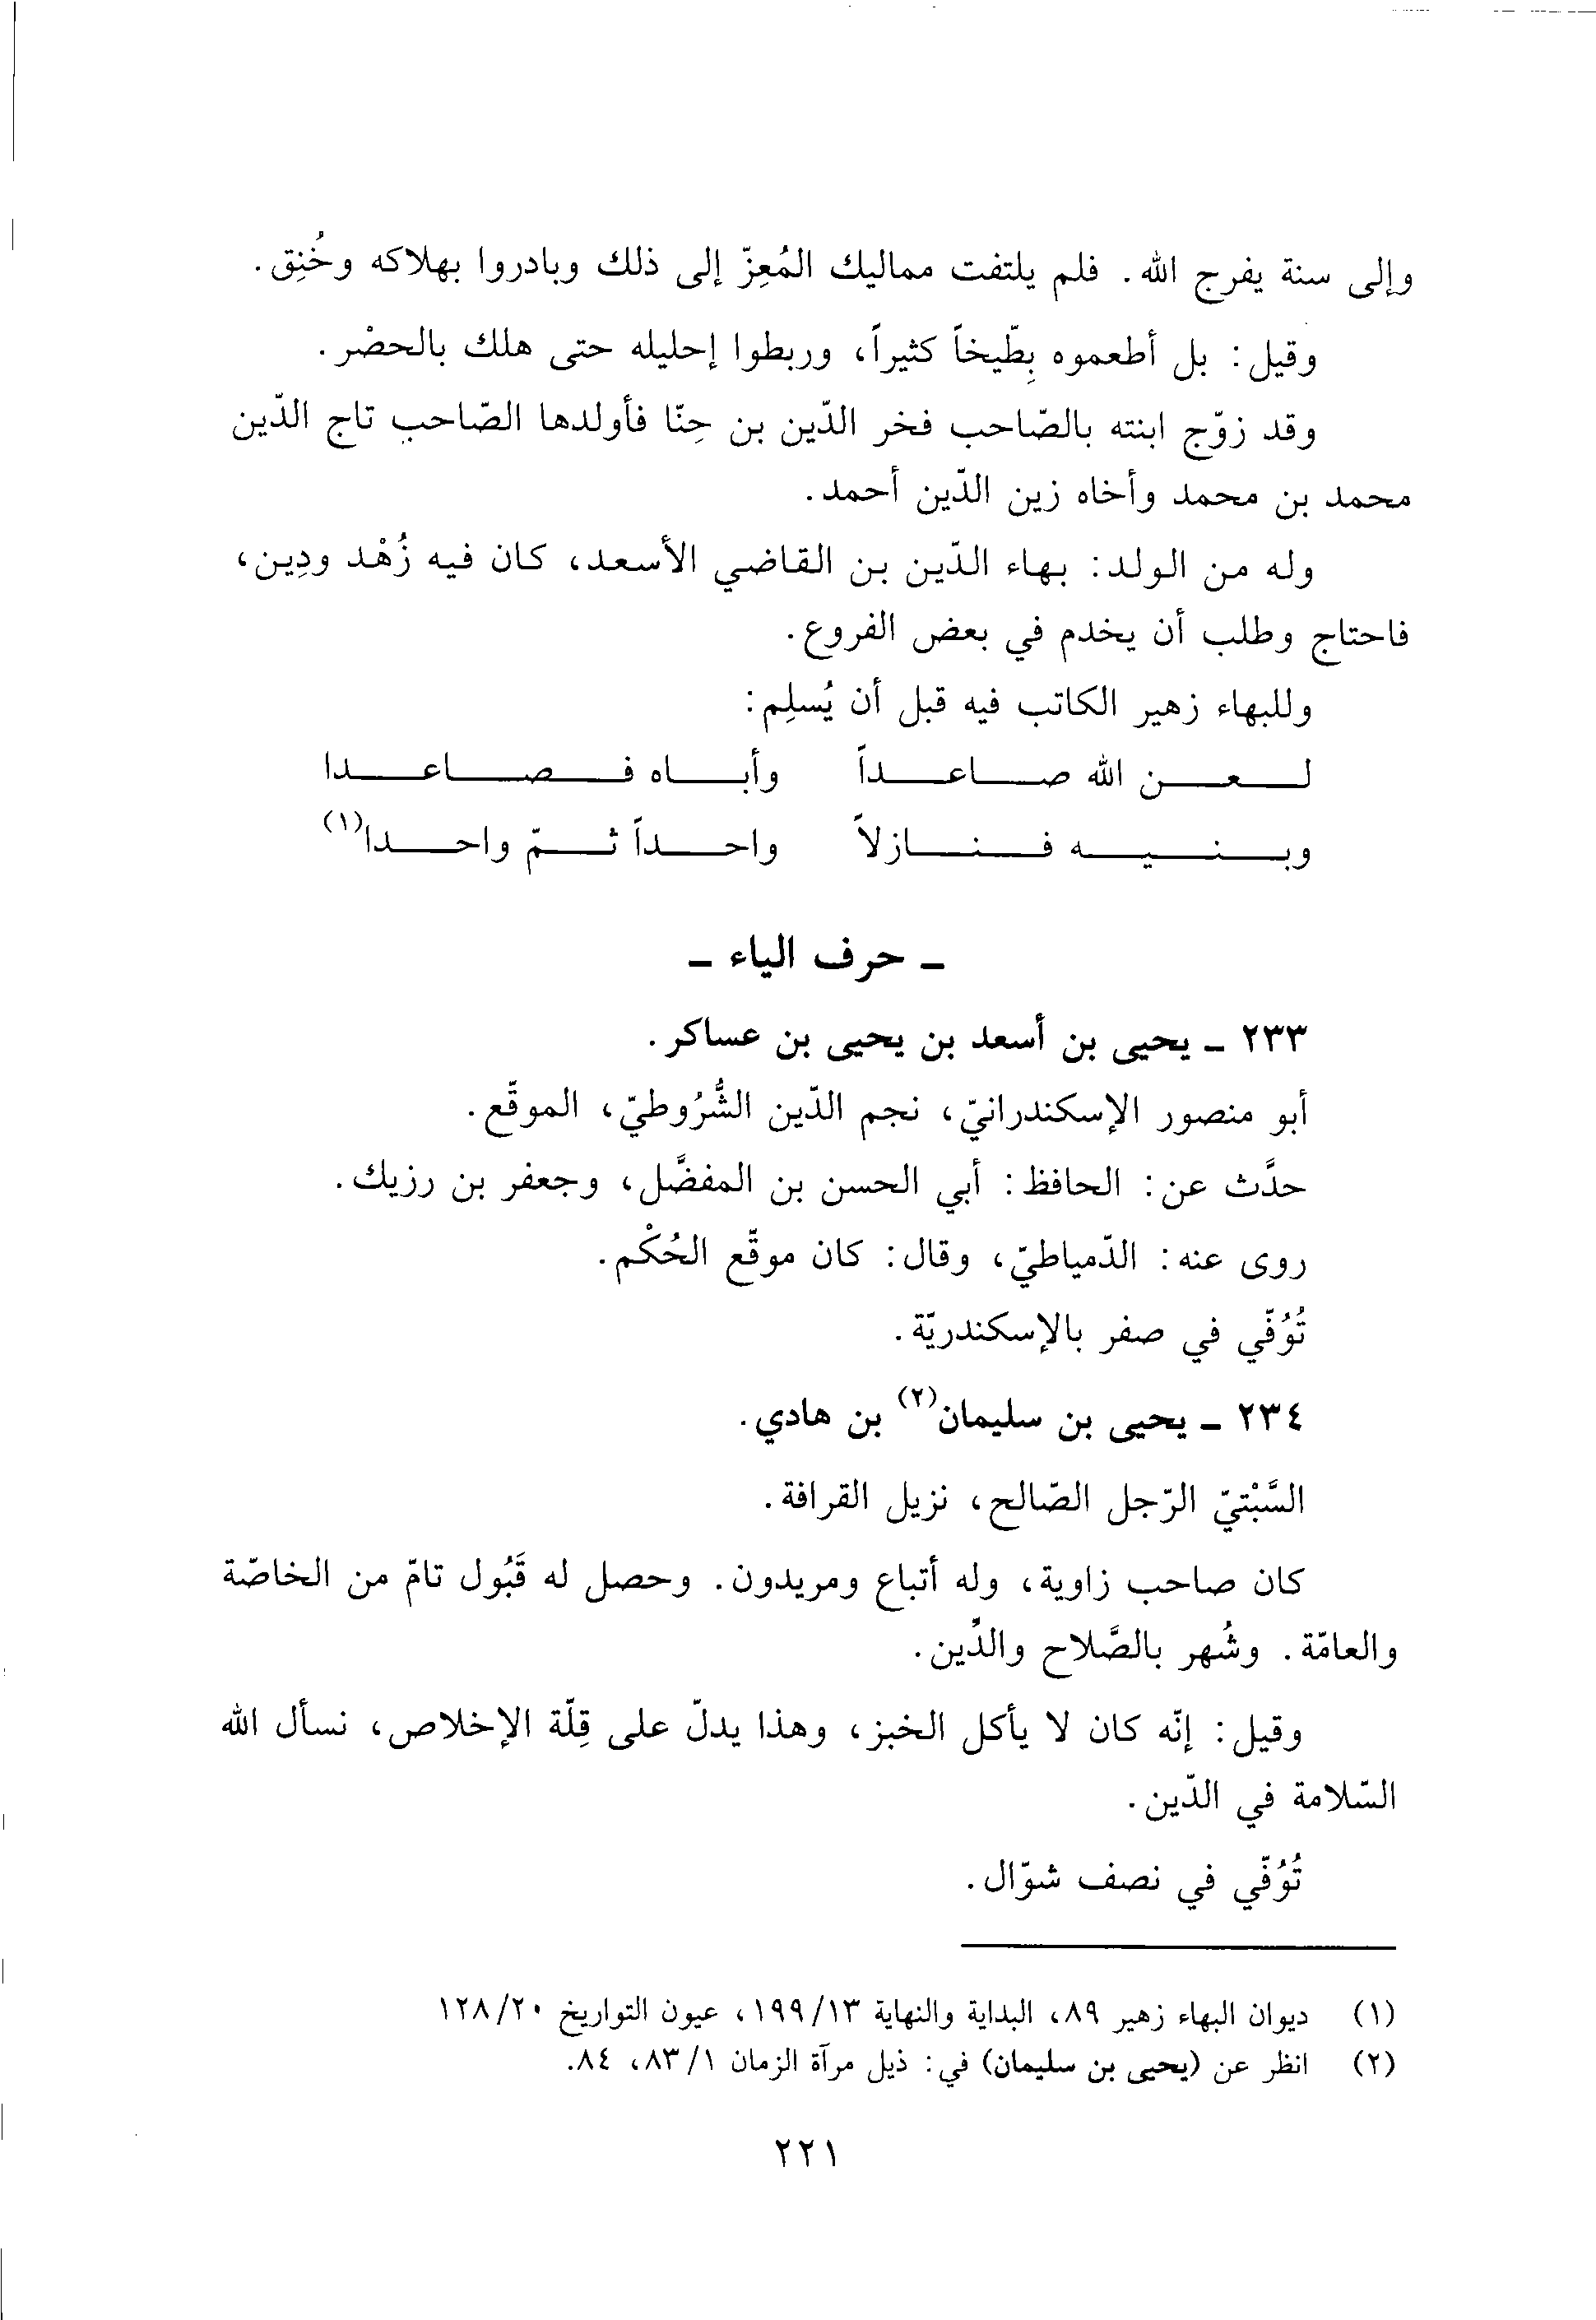 وإلى سنة يفرج الله. فلم يلتفت مماليك المُعِزّ إلى ذلك وبادروا بهلاكه وخُنِق.
وقيل: بل أطعموه بِطّيخاً كثيراً، وربطوا إحليله حتى هلك بالحصْر.
وقد زوّج ابنته بالصّاحب فخر الدّين بن حِنّا فأولدها الصّاحب تاج الدّين
محمد بن محمد وأخاه زين الدّين أحمد.
وله من الولد: بهاء الدّين بن القاضي الأسعد، كان فيه زُهْد ودِين،
فاحتاج وطلب أن يخدم في بعض الفروع.
وللبهاء زهير الكاتب فيه قبل أن يُسلِم:
لعن الله صاعداً وأباه فصاعدا
وبنيه فنازلاً واحداً ثمّ واحدا(١)
ـ حرف الياء ـ
٢٣٣ ـ يحيى بن أسعد بن يحيى بن عساكر.
أبو منصور الإسكندرانيّ، نجم الدّين الشُّرُوطيّ، الموقّع.
حدَّث عن: الحافظ: أبي الحسن بن المفضَّل، وجعفر بن رزيك.
روى عنه: الدّمياطيّ، وقال: كان موقّع الحُكْم.
تُوُفّي في صفر بالإسكندريّة.
٢٣٤ ـ يحيى بن سليمان(٢) بن هادي.
السَّبْتيّ الرّجل الصّالح، نزيل القرافة.
كان صاحب زاوية، وله أتباع ومريدون. وحصل له قَبُول تامّ من الخاصّة
والعامّة. وشُهر بالصَّلاح والدِّين.
وقيل: إنّه كان لا يأكل الخبز، وهذا يدلّ على قِلّة الإخلاص، نسأل الله
السّلامة في الدّين.
تُوُفّي في نصف شوّال.
(١) ديوان البهاء زهير ٨٩، البداية والنهاية ١٣/ ١٩٩، عيون التواريخ ٢٠/ ١٢٨
(٢) انظر عن (يحيى بن سليمان) في: ذيل مرآة الزمان ١/ ٨٣، ٨٤.
٢٢١